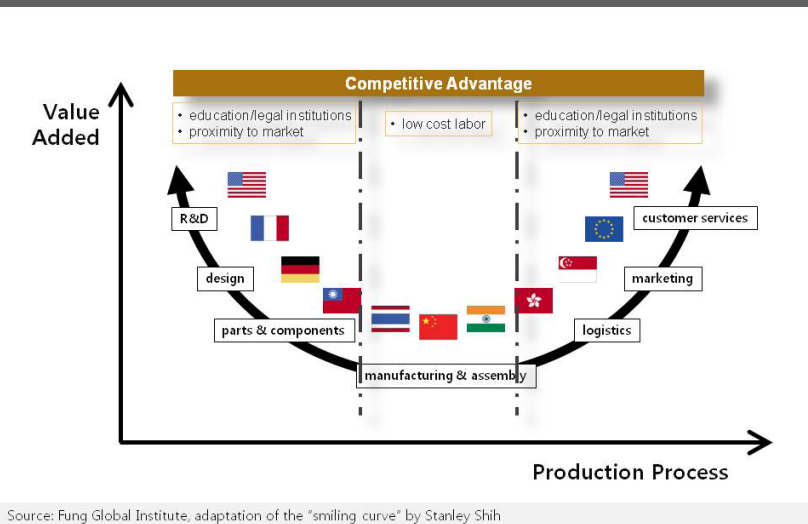 Competitive Advantage
Value
Added
• education/legal institutions
• proximity to market
• low cost labor
• education/legal institutions
• proximity to market
R&D
customer services
design
marketing
parts & components
logistics
manufacturing & assembly
Production Process
Source: Fung Global Institute, adaptation of the "smiling curve" by Stanley Shih